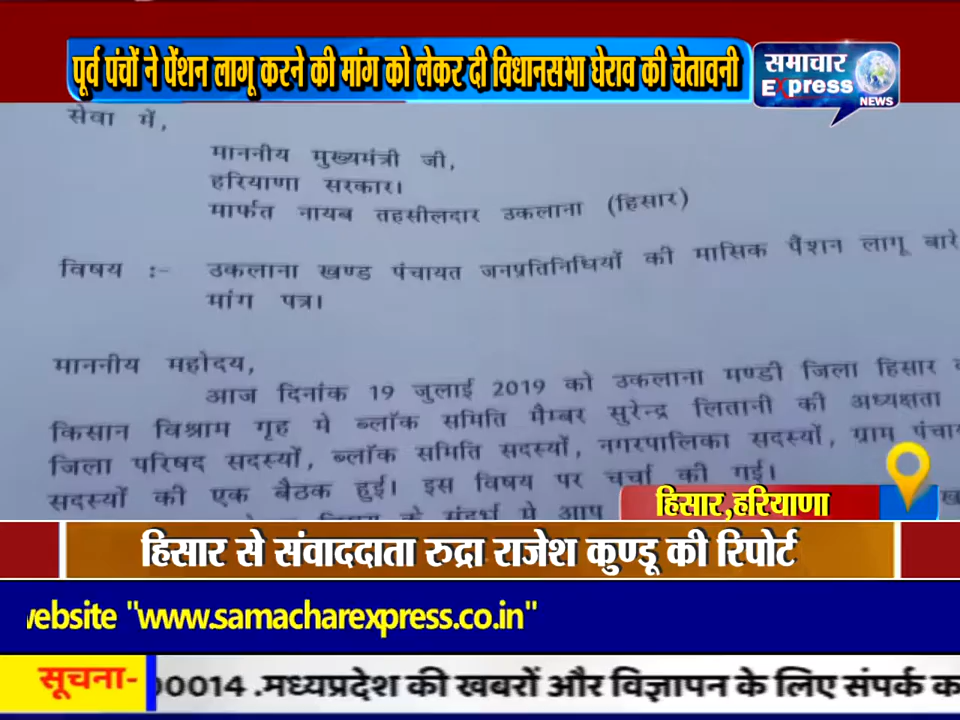 पूर्व पंचों ने पेंशन लागू करने की मांग को लेकर दी विधानसभा घेराव की चेतावनी
समाचार
Express
NEWS
सेवा में,
माननीय मुख्यमंत्री जी,
हरियाणा सरकार।
मार्फत नायब तहसीलदार उकलाना (हिसार)
विषय :- उकलाना खण्ड पंचायत जनप्रतिनिधियों की मासिक पैंशन लागू बारे
मांग पत्र।
माननीय महोदय,
आज दिनांक 19 जुलाई 2019 को उकलाना मण्डी जिला हिसार
किसान विश्राम गृह मे ब्लॉक समिति मैम्बर सुरेन्द्र लितानी की अध्यक्षता
जिला परिषद सदस्यों, ब्लॉक समिति सदस्यों, नगरपालिका सदस्यों, ग्राम
सदस्यों की एक बैठक हुई। इस विषय पर चर्चा की गई।
के संदर्भ मे आप
हिसार,हरियाणा
हिसार से संवाददाता रुद्रा राजेश कुण्डू की रिपोर्ट
website "www.samacharexpress.co.in"
सूचना- 00014 .मध्यप्रदेश की खबरों और विज्ञापन के लिए संपर्क